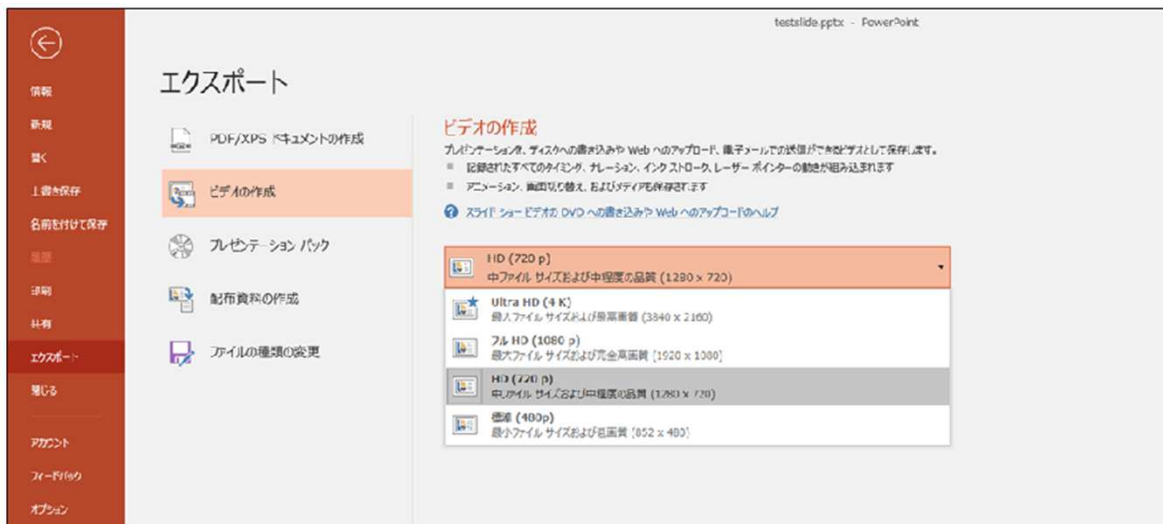 testslide.pptx - PowerPoint
情報
新規
開く
上書き保存
名前を付けて保存
履歴
印刷
共有
エクスポート
閉じる
アカウント
フィードバック
オプション
エクスポート
PDF/XPS ドキュメントの作成
ビデオの作成
プレゼンテーション パック
配布資料の作成
ファイルの種類の変更
ビデオの作成
プレゼンテーションを、ディスクへの書き込みや Web へのアップロード、電子メールでの送信ができるビデオとして保存します。
記録されたすべてのタイミング、ナレーション、インク ストローク、レーザー ポインターの動きが組み込まれます
アニメーション、画面切り替え、およびメディアも保存されます
スライド ショー ビデオの DVD への書き込みや Web へのアップロードのヘルプ
HD (720 p)
中ファイル サイズおよび中程度の品質 (1280 x 720)
Ultra HD (4 K)
最大ファイル サイズおよび最高画質 (3840 x 2160)
フル HD (1080 p)
最大ファイル サイズおよび完全高画質 (1920 x 1080)
HD (720 p)
中ファイル サイズおよび中程度の品質 (1280 x 720)
標準 (480p)
最小ファイル サイズおよび低画質 (852 x 480)